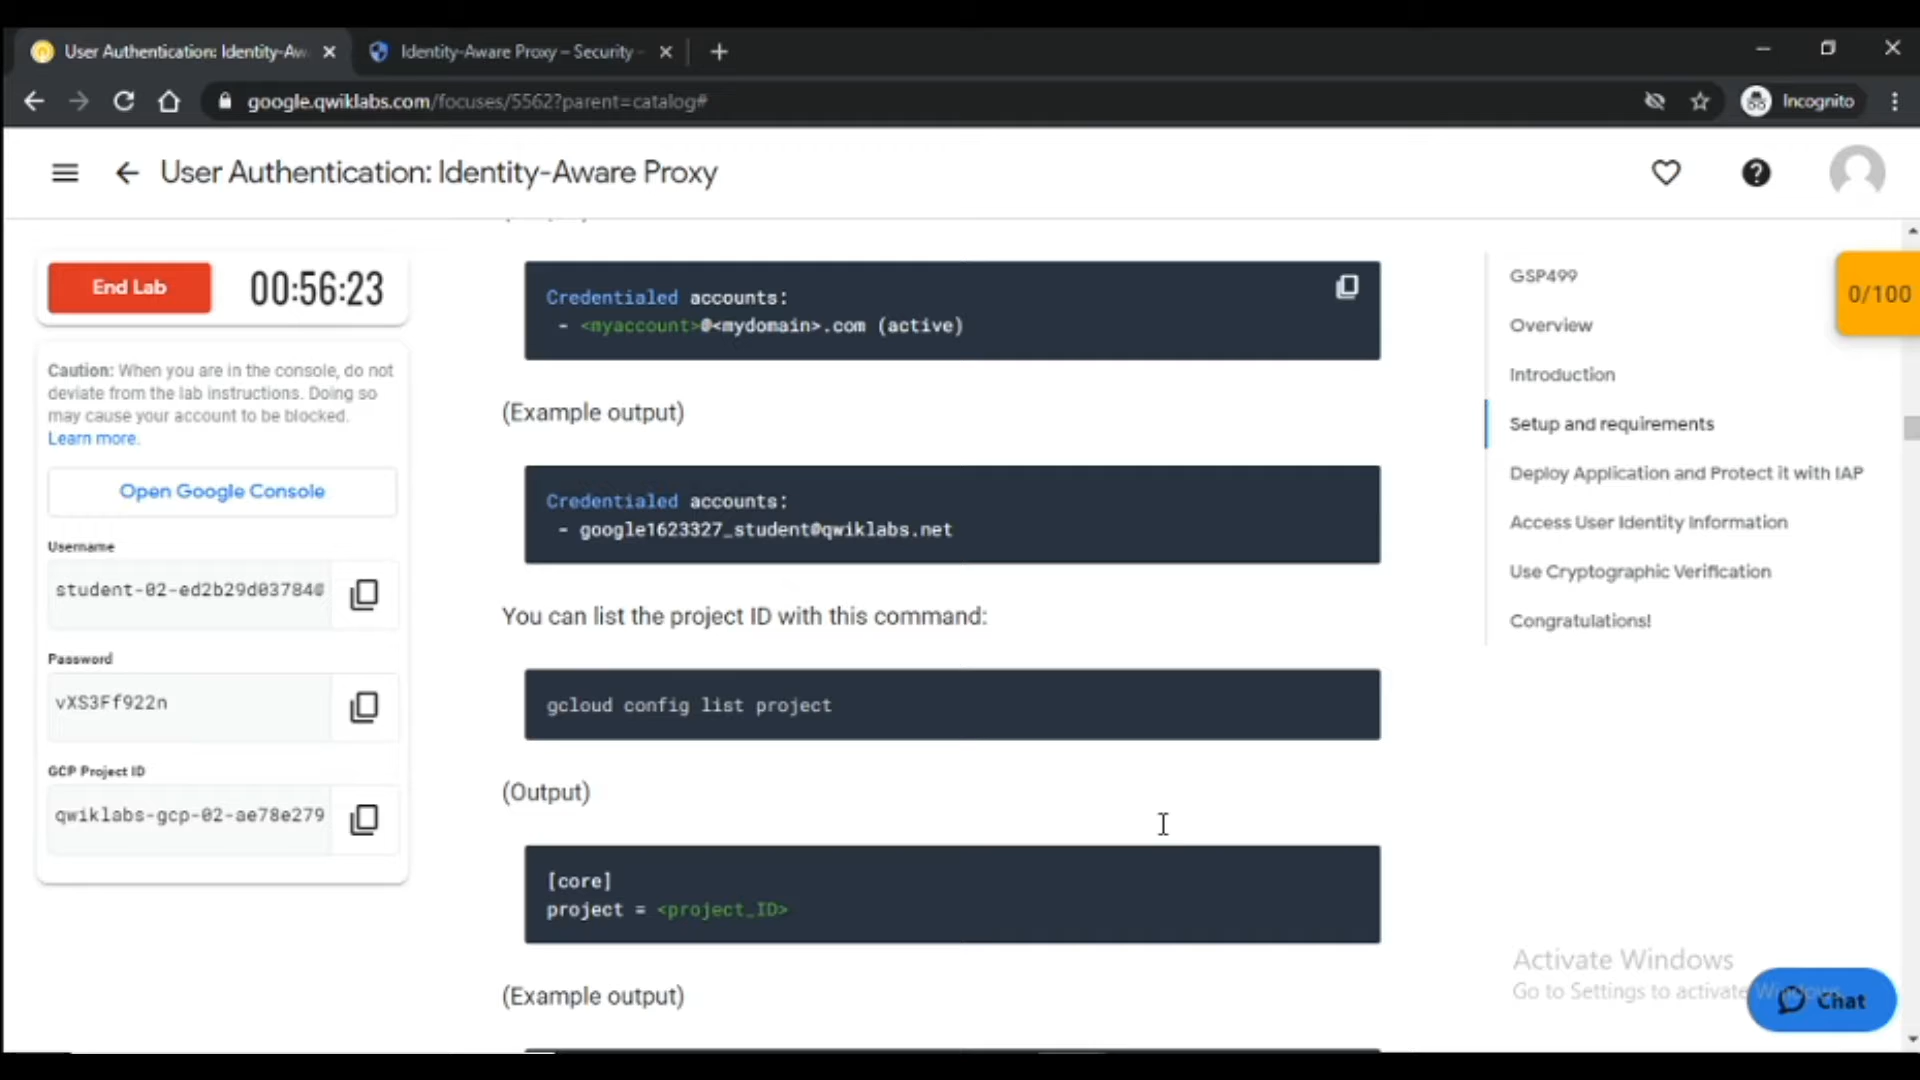 User Authentication: Identity-Aw
Identity-Aware Proxy – Security -
google.qwiklabs.com/focuses/5562?parent=catalog#
Incognito
User Authentication: Identity-Aware Proxy
End Lab
00:56:23
Caution: When you are in the console, do not
deviate from the lab instructions. Doing so
may cause your account to be blocked.
Learn more.
Open Google Console
Username
student-02-ed2b29d03784@
Password
vXS3Ff922n
GCP Project ID
qwiklabs-gcp-02-ae78e279
Credentialed accounts:
- <myaccount>@<mydomain>.com (active)
(Example output)
Credentialed accounts:
- google1623327_student@qwiklabs.net
You can list the project ID with this command:
gcloud config list project
(Output)
[core]
project = <project_ID>
(Example output)
GSP499
Overview
Introduction
Setup and requirements
Deploy Application and Protect it with IAP
Access User Identity Information
Use Cryptographic Verification
Congratulations!
0/100
Activate Windows
Go to Settings to activate Windows.
Chat